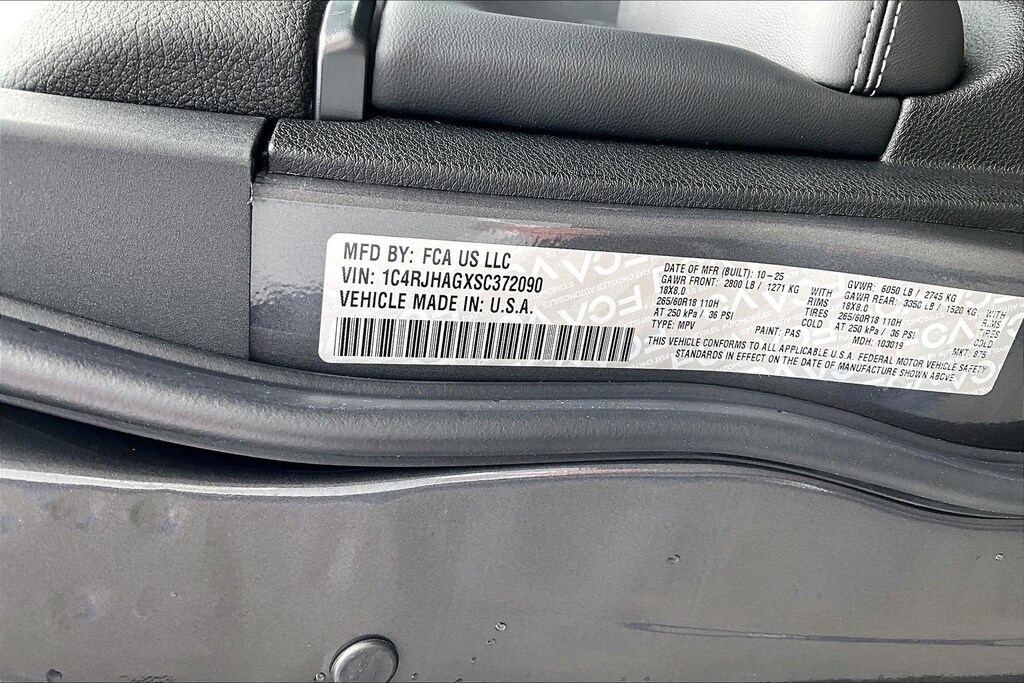 MFD BY: FCA US LLC
VIN: 1C4RJHAGXSC372090
VEHICLE MADE IN: U.S.A.
DATE OF MFR (BUILT): 10-25 GVWR: 6050 LB / 2745 KG
GAWR FRONT: 2800 LB / 1271 KG WITH GAWR REAR: 3350 LB / 1520 KG WITH
18X8.0 RIMS 18X8.0 RIMS
265/60R18 110H TIRES 265/60R18 110H TIRES
AT 250 kPa / 36 PSI COLD AT 250 kPa / 36 PSI COLD
TYPE: MPV PAINT: PAS MDH: 103019 MKT: 875
THIS VEHICLE CONFORMS TO ALL APPLICABLE U.S.A. FEDERAL MOTOR VEHICLE SAFETY
STANDARDS IN EFFECT ON THE DATE OF MANUFACTURE SHOWN ABOVE.